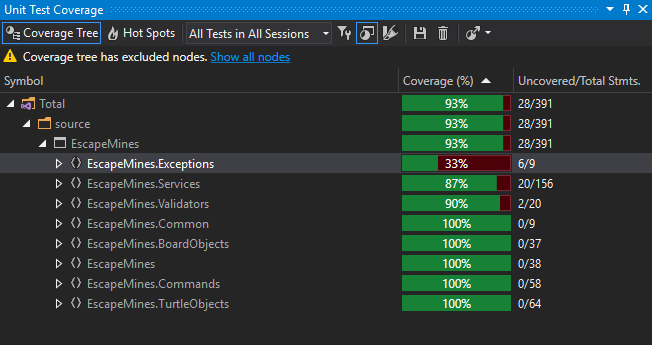 Unit Test Coverage
Coverage Tree Hot Spots All Tests in All Sessions
Coverage tree has excluded nodes. Show all nodes
Symbol Coverage (%) Uncovered/Total Stmts.
Total 93% 28/391
source 93% 28/391
EscapeMines 93% 28/391
EscapeMines.Exceptions 33% 6/9
EscapeMines.Services 87% 20/156
EscapeMines.Validators 90% 2/20
EscapeMines.Common 100% 0/9
EscapeMines.BoardObjects 100% 0/37
EscapeMines 100% 0/38
EscapeMines.Commands 100% 0/58
EscapeMines.TurtleObjects 100% 0/64